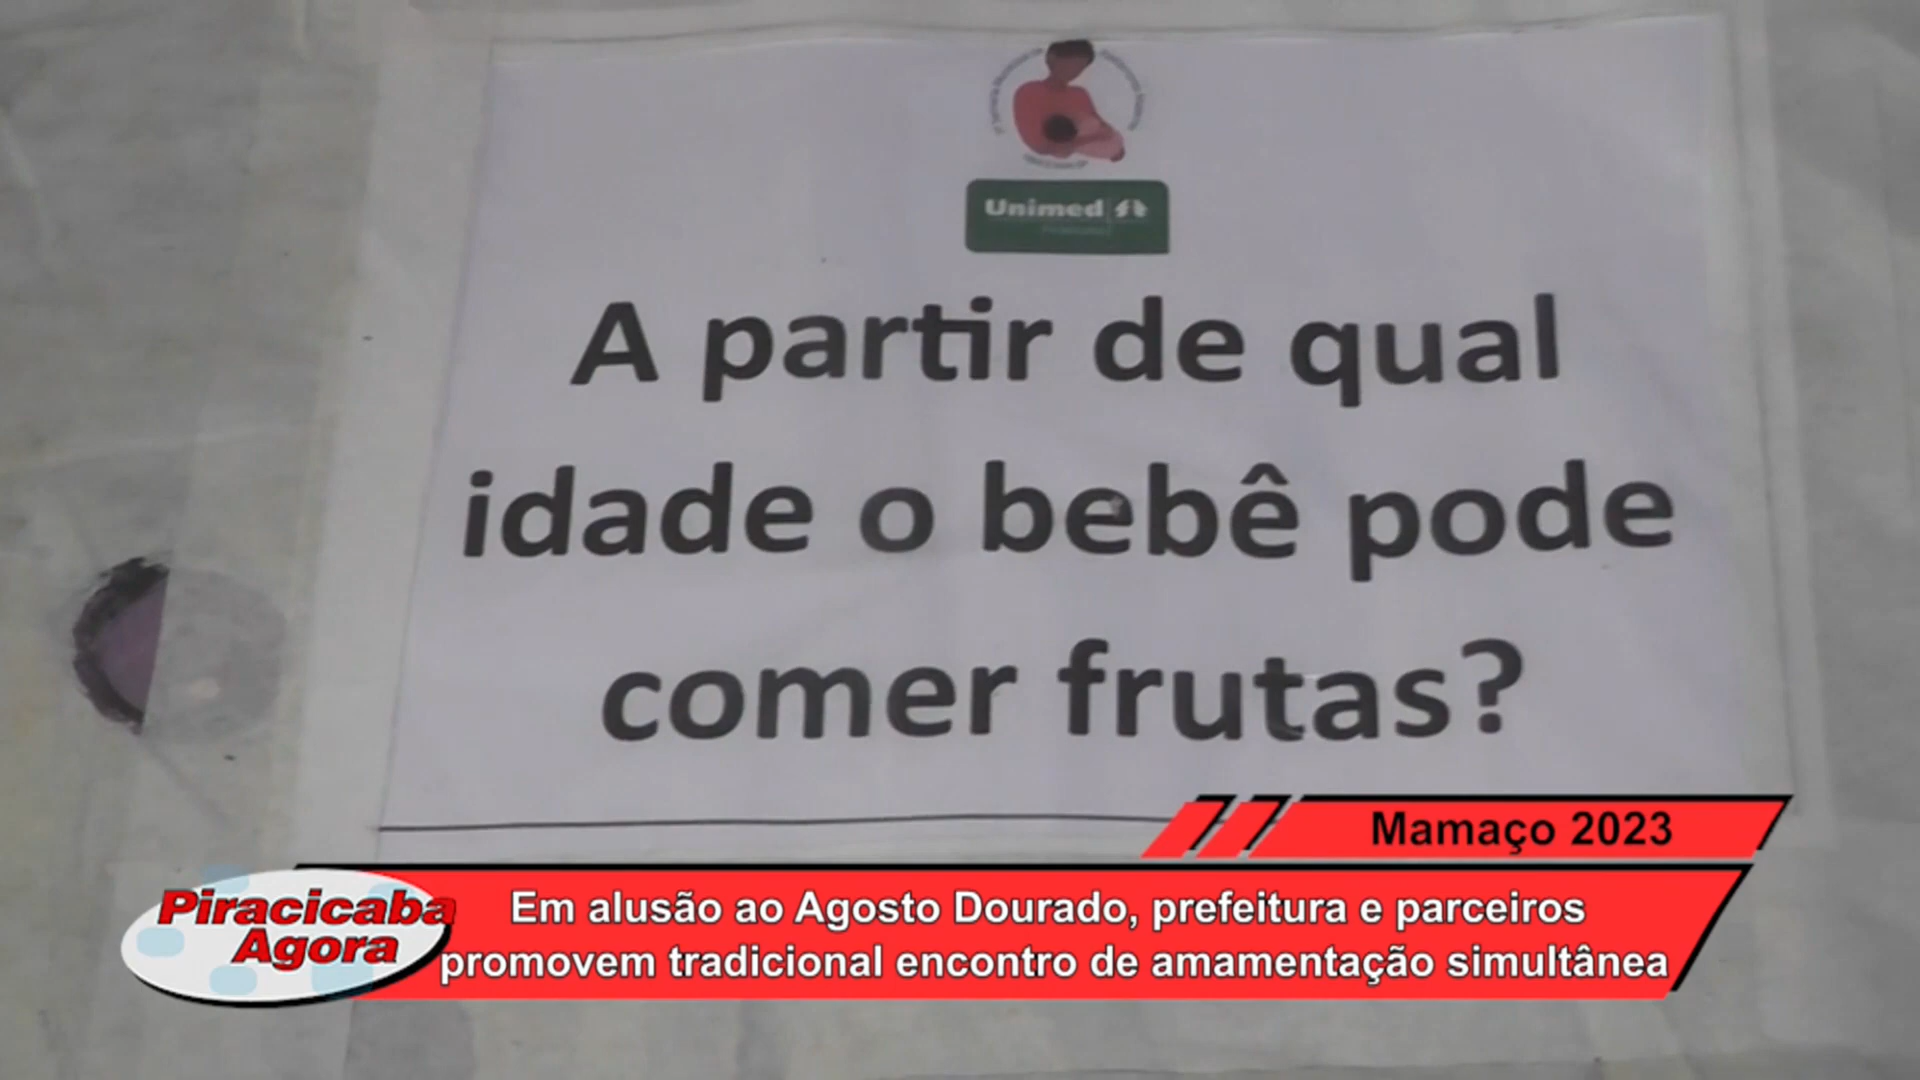 Unimed
A partir de qual
idade o bebê pode
comer frutas?
Mamaço 2023
Piracicaba
Agora
Em alusão ao Agosto Dourado, prefeitura e parceiros
promovem tradicional encontro de amamentação simultânea